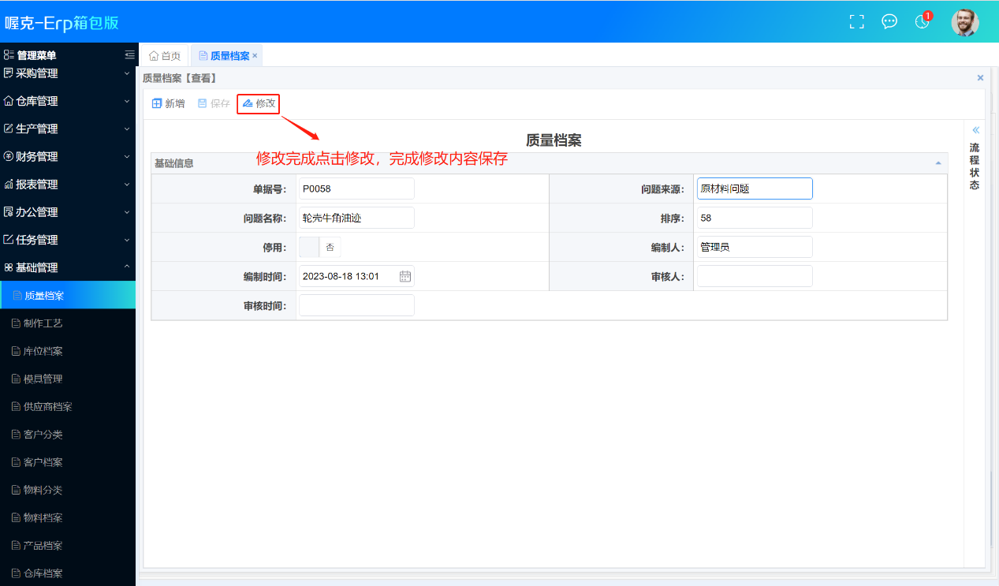 喔克-Erp箱包版
1
管理菜单
首页
质量档案 ×
采购管理
仓库管理
生产管理
财务管理
报表管理
办公管理
任务管理
基础管理
质量档案
制作工艺
库位档案
模具管理
供应商档案
客户分类
客户档案
物料分类
物料档案
产品档案
仓库档案
质量档案【查看】
新增 保存 修改
质量档案
修改完成点击修改，完成修改内容保存
基础信息
单据号： P0058 问题来源： 原材料问题
问题名称： 轮壳牛角油迹 排序： 58
停用： 否 编制人： 管理员
编制时间： 2023-08-18 13:01 审核人：
审核时间：
流程状态